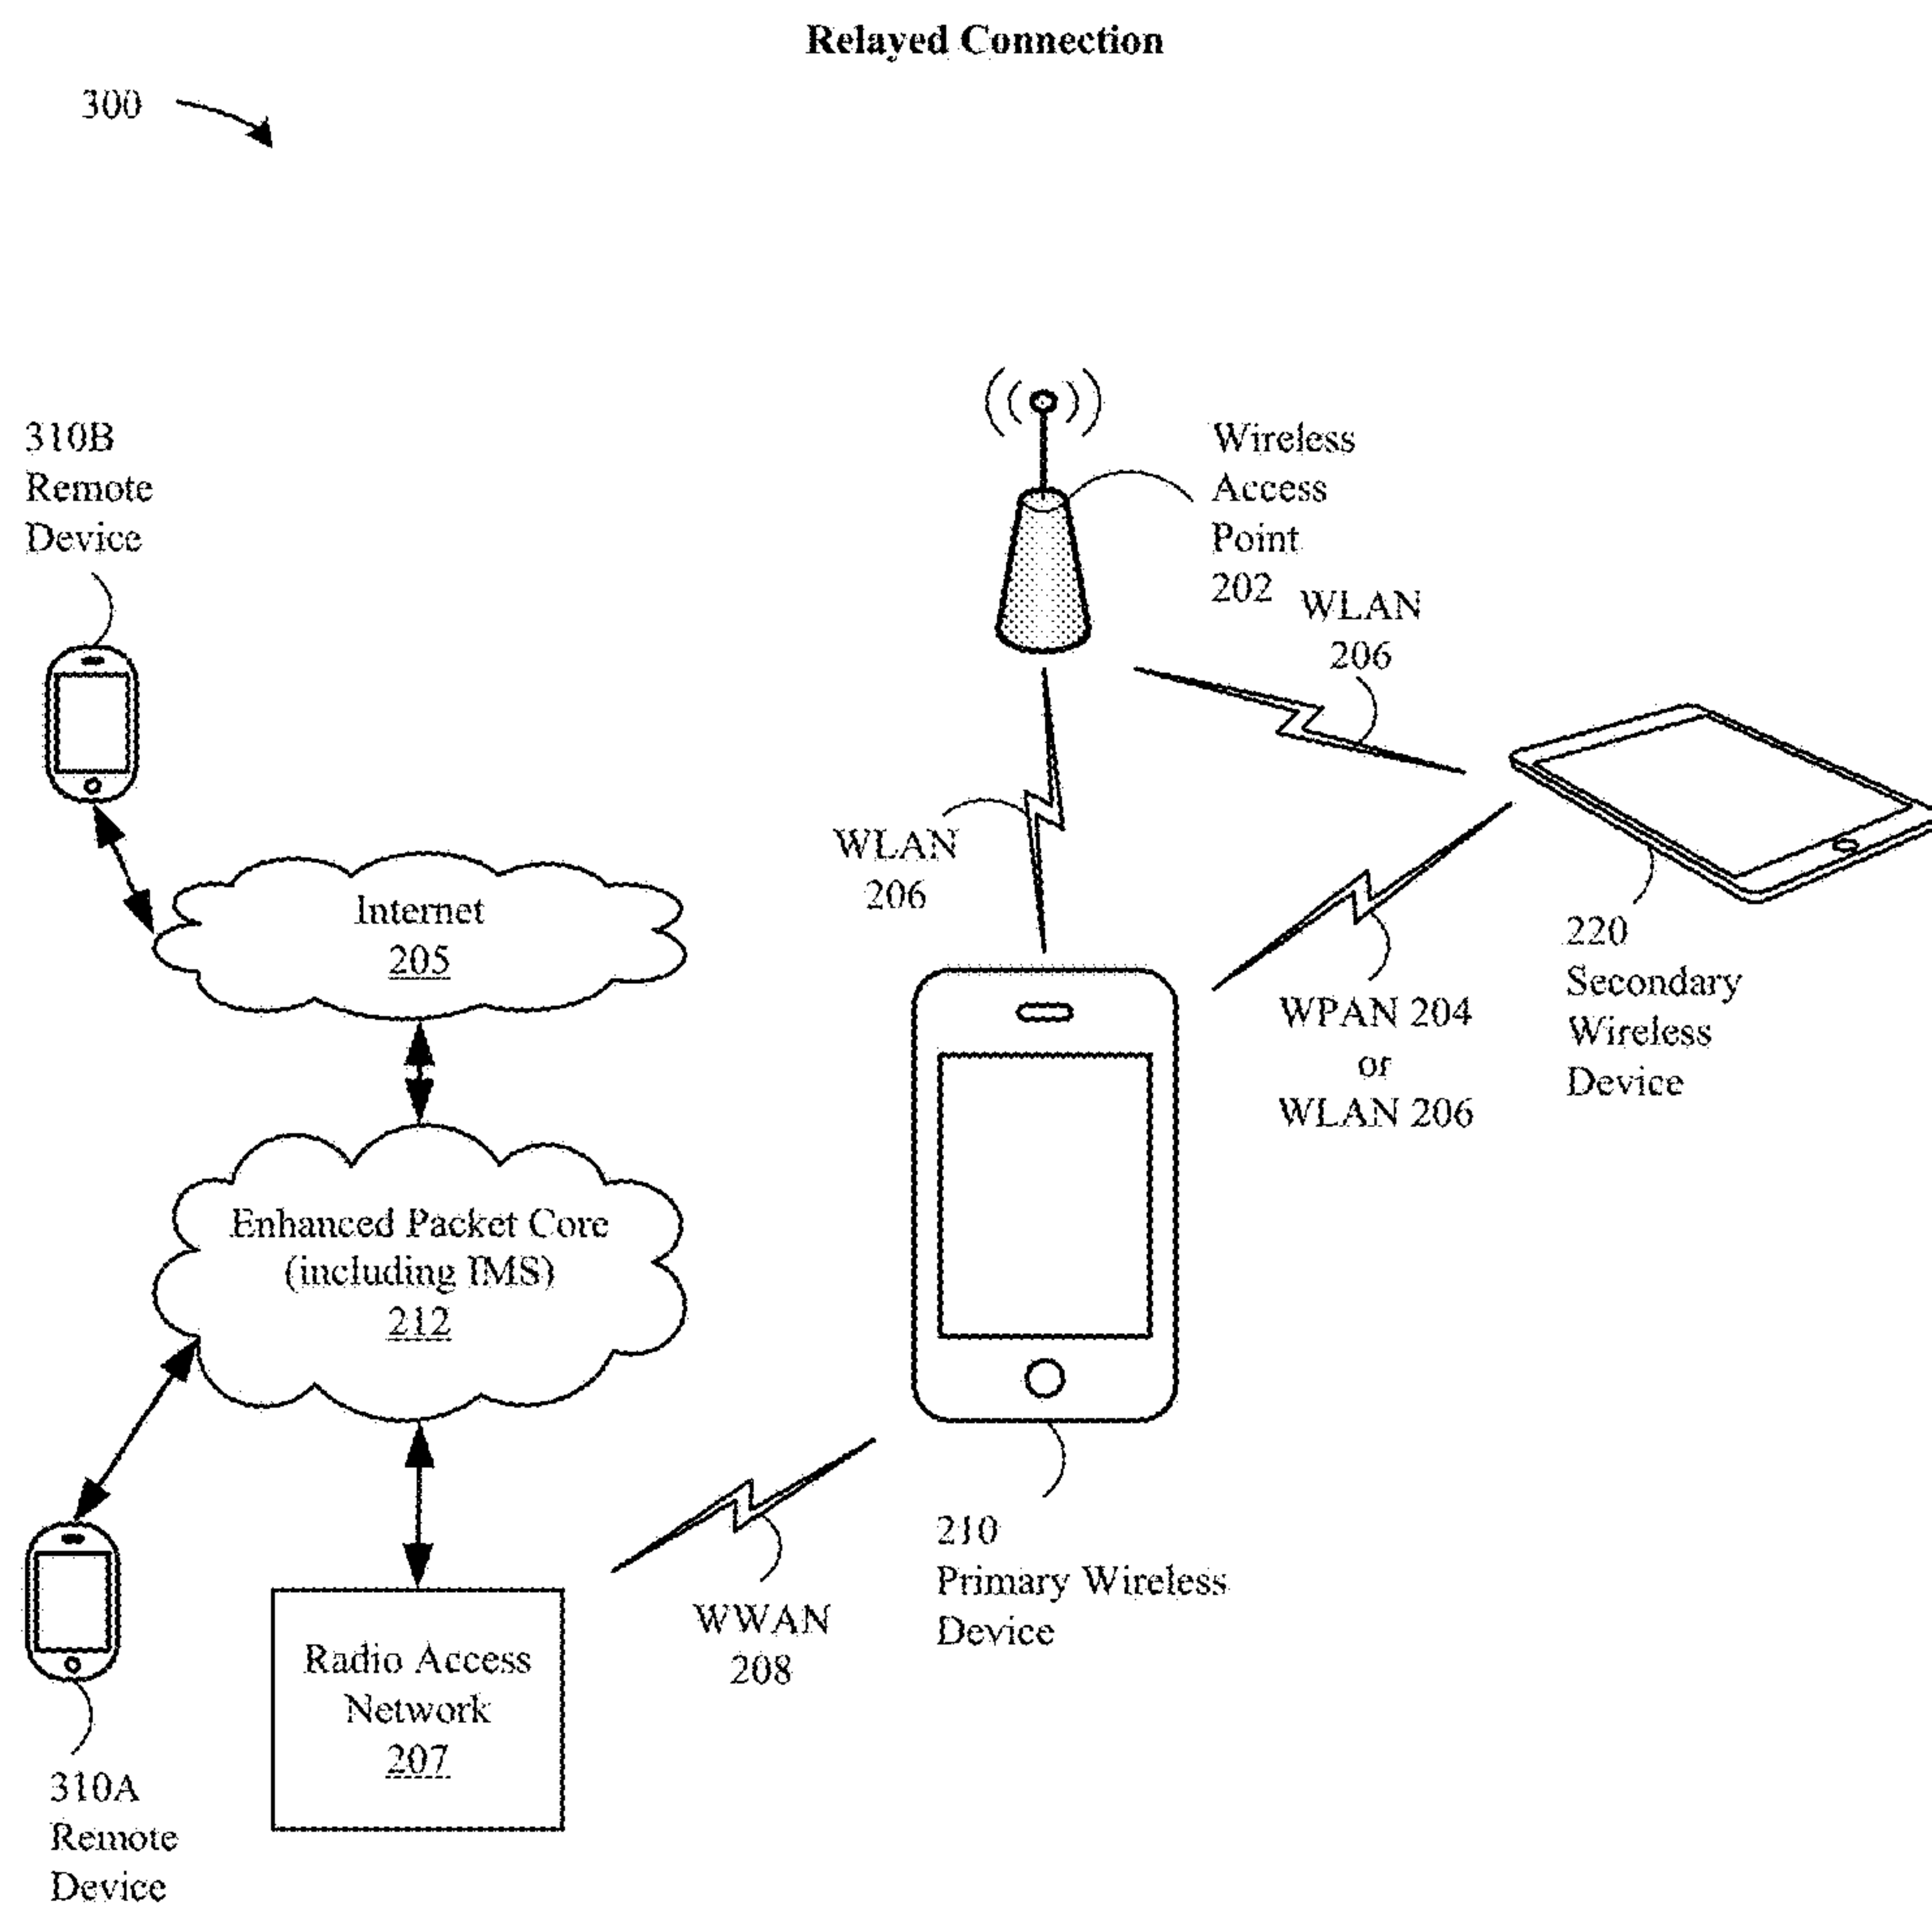 Relayed Connection
300
310B
Remote
Device
Wireless
Access
Point
202
WLAN
206
WLAN
206
Internet
205
220
Secondary
Wireless
Device
WPAN 204
or
WLAN 206
Enhanced Packet Core
(including IMS)
212
210
Primary Wireless
Device
WWAN
208
Radio Access
Network
207
310A
Remote
Device